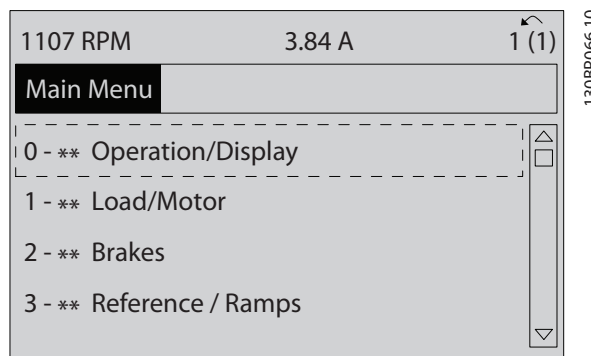 1107 RPM 3.84 A 1 (1)
Main Menu
0 - ** Operation/Display
1 - ** Load/Motor
2 - ** Brakes
3 - ** Reference / Ramps
130BP066.10